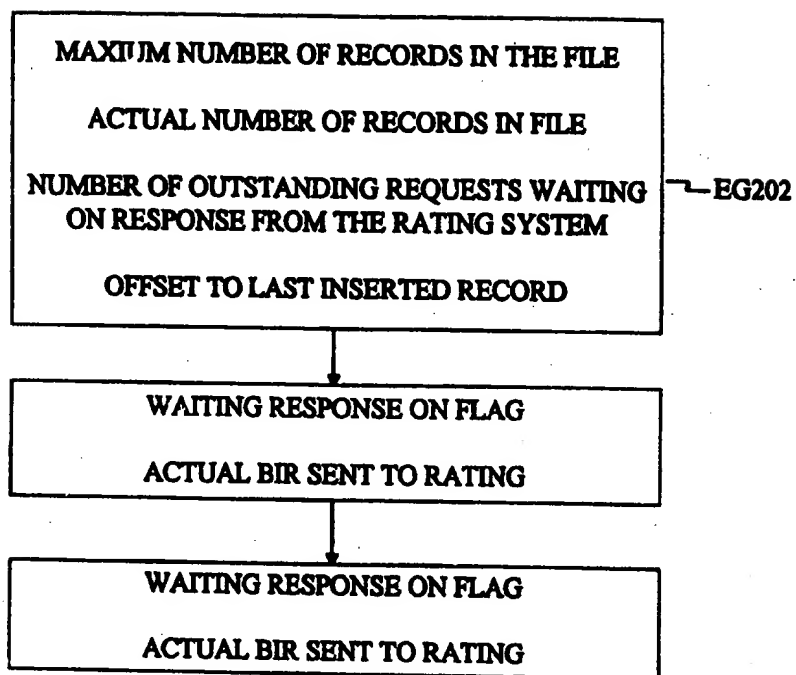 MAXIUM NUMBER OF RECORDS IN THE FILE
ACTUAL NUMBER OF RECORDS IN FILE
NUMBER OF OUTSTANDING REQUESTS WAITING
ON RESPONSE FROM THE RATING SYSTEM
EG202
OFFSET TO LAST INSERTED RECORD
WAITING RESPONSE ON FLAG
ACTUAL BIR SENT TO RATING
WAITING RESPONSE ON FLAG
ACTUAL BIR SENT TO RATING